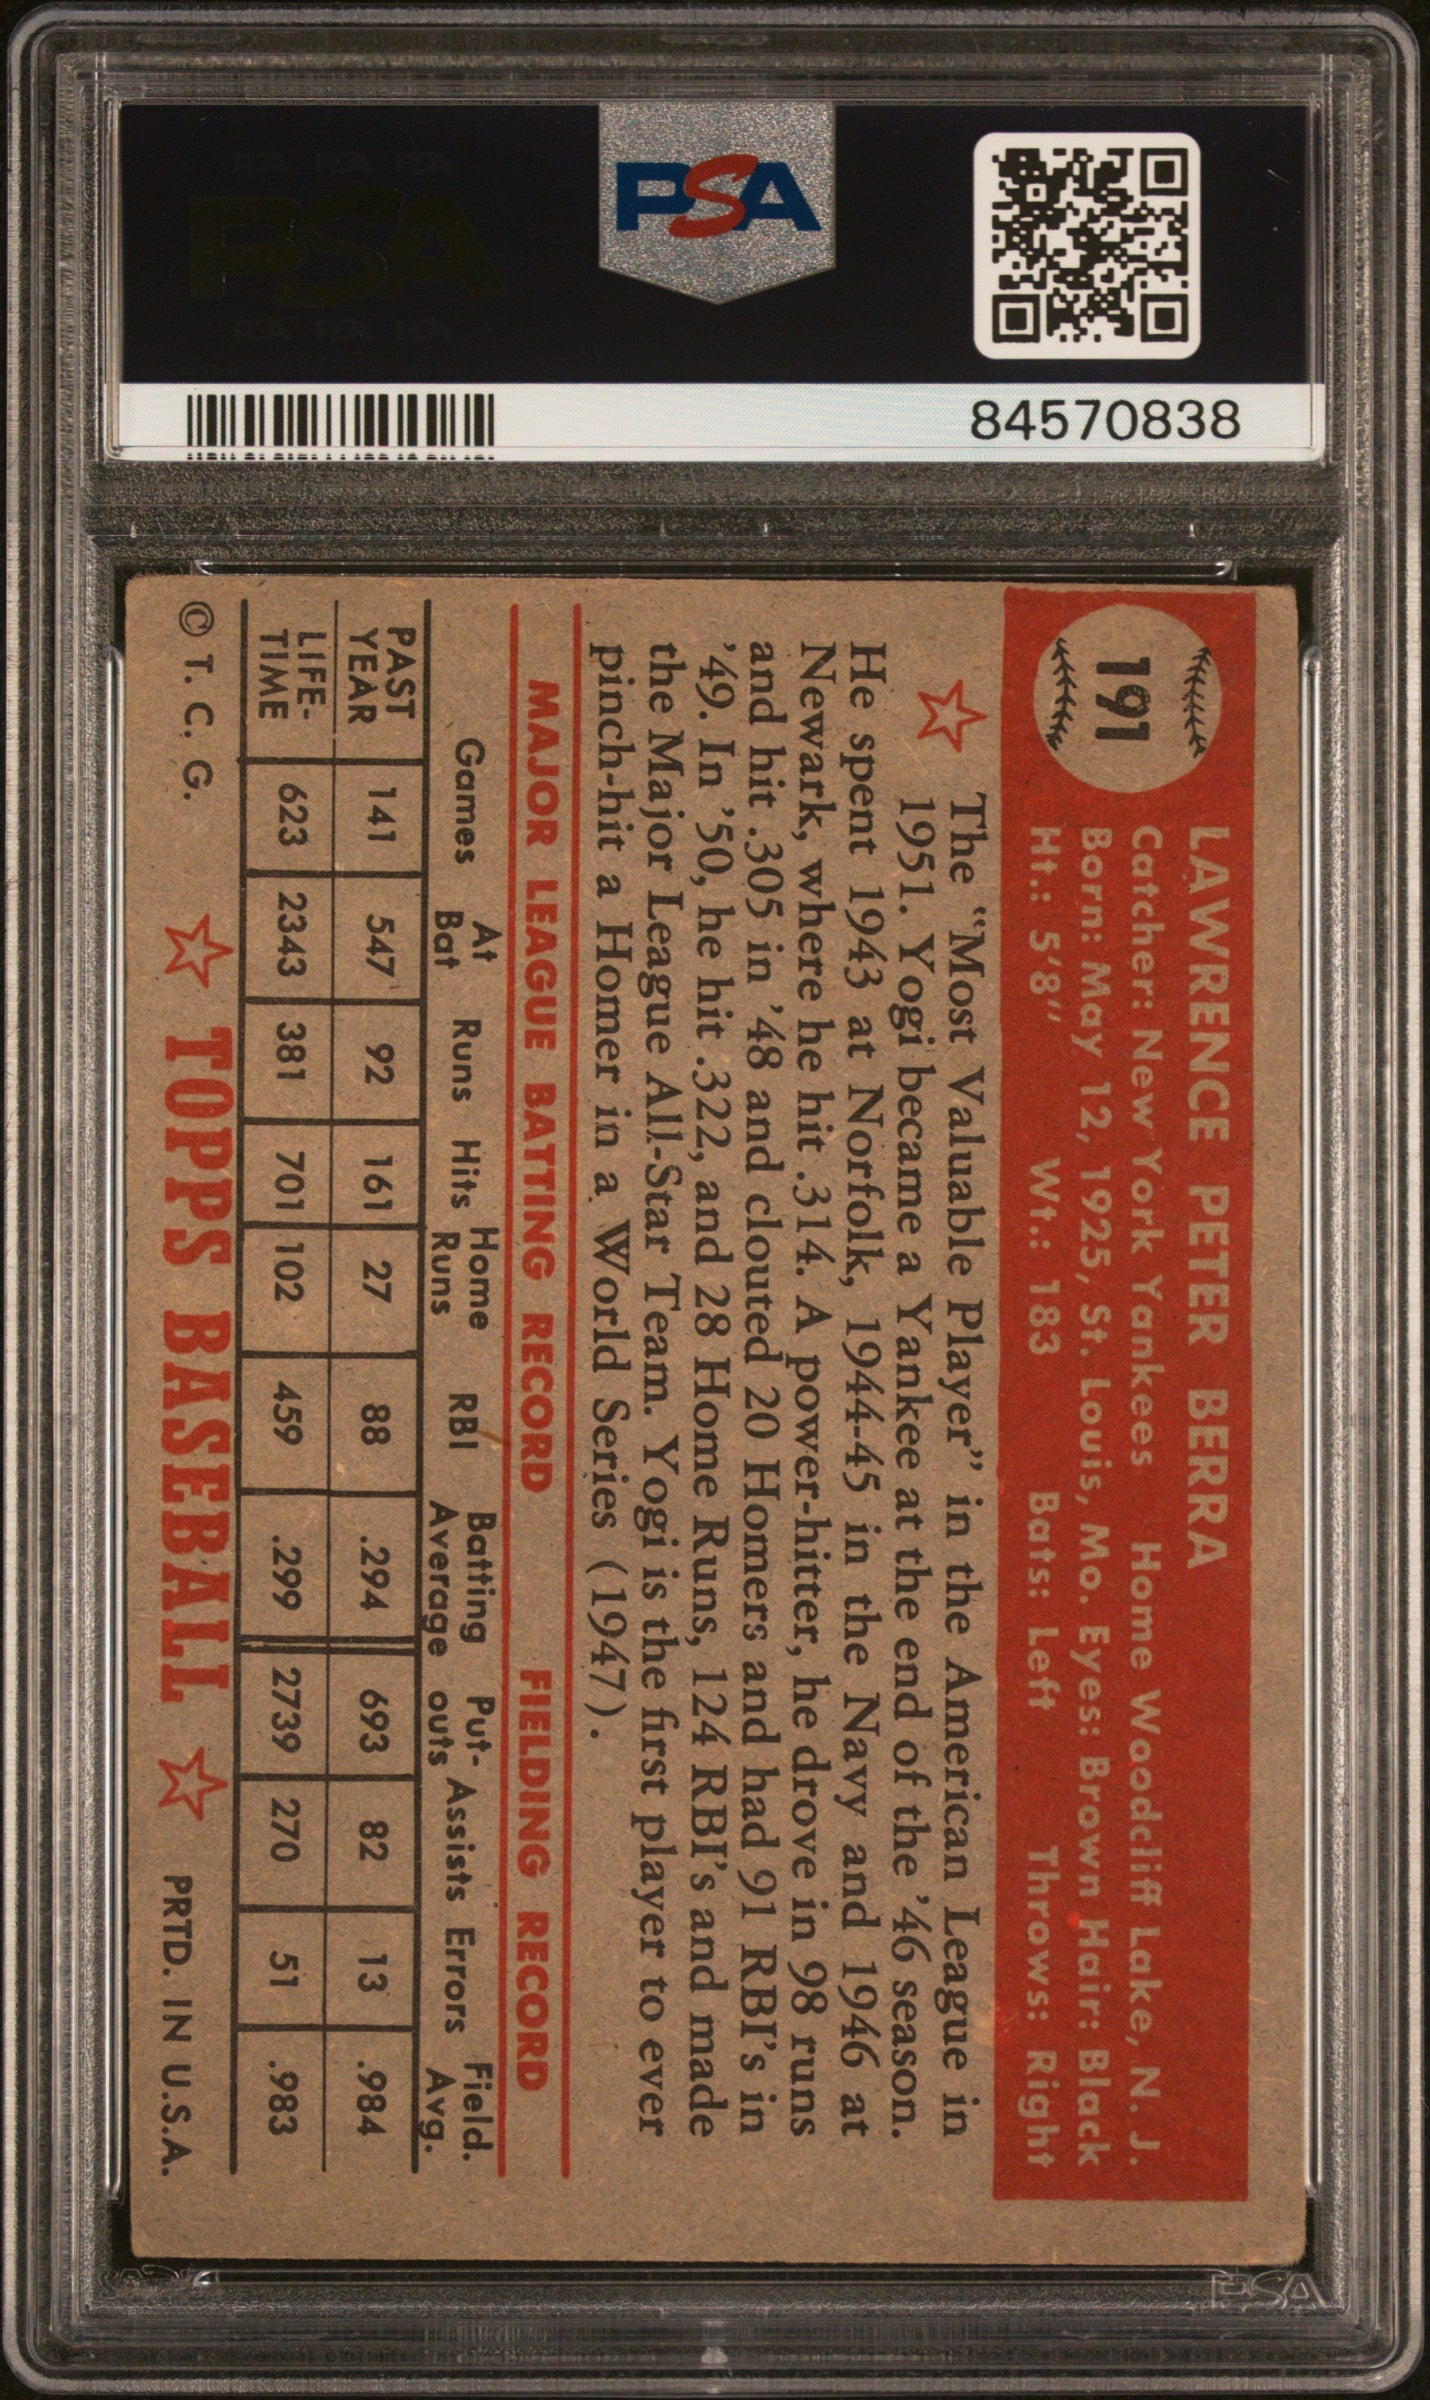 PSA PSA PSA
PSA
PSA PSA PSA
PSA
84570838
191
LAWRENCE PETER BERRA
Catcher: New York Yankees Home Woodcliff Lake, N. J.
Born: May 12, 1925, St. Louis, Mo. Eyes: Brown Hair: Black
Ht.: 5'8" Wt.: 183 Bats: Left Throws: Right
The “Most Valuable Player” in the American League in
1951. Yogi became a Yankee at the end of the ’46 season.
He spent 1943 at Norfolk, 1944-45 in the Navy and 1946 at
Newark, where he hit .314. A power-hitter, he drove in 98 runs
and hit .305 in ’48 and clouted 20 Homers and had 91 RBI’s in
’49. In ’50, he hit .322, and 28 Home Runs, 124 RBI’s and made
the Major League All-Star Team. Yogi is the first player to ever
pinch-hit a Homer in a World Series (1947).
MAJOR LEAGUE BATTING RECORD FIELDING RECORD
Games At Bat Runs Hits Home Runs RBI Batting Average Put-outs Assists Errors Field. Avg.
PAST YEAR 141 547 92 161 27 88 .294 693 82 13 .984
LIFE-TIME 623 2343 381 701 102 459 .299 2739 270 51 .983
© T. C. G. TOPPS BASEBALL PRTD. IN U.S.A.
PSA